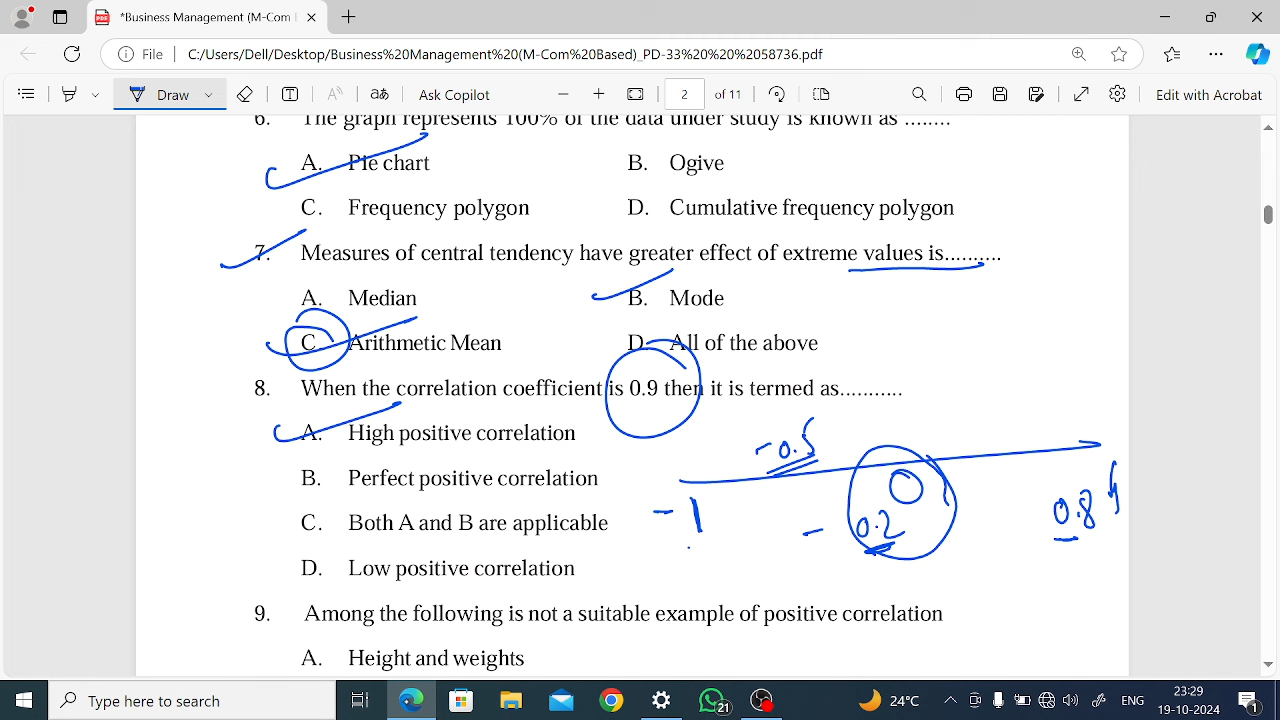 *Business Management (M-Com
File
C:/Users/Dell/Desktop/Business%20Management%20(M-Com%20Based)_PD-33%20%20%2058736.pdf
Draw
Ask Copilot
2
of 11
Edit with Acrobat
6. The graph represents 100% of the data under study is known as ........
A. Pie chart
B. Ogive
C. Frequency polygon
D. Cumulative frequency polygon
7. Measures of central tendency have greater effect of extreme values is..........
A. Median
B. Mode
C. Arithmetic Mean
D. All of the above
8. When the correlation coefficient is 0.9 then it is termed as...........
A. High positive correlation
B. Perfect positive correlation
C. Both A and B are applicable
D. Low positive correlation
-0.5
-1
0
- 0.2
0.8
9. Among the following is not a suitable example of positive correlation
A. Height and weights
Type here to search
21
24°C
ENG
23:29
19-10-2024
1